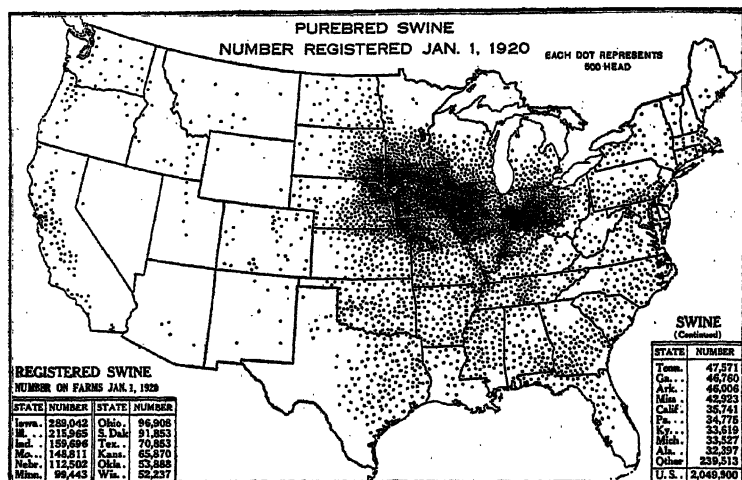 PUREBRED SWINE
NUMBER REGISTERED JAN. 1, 1920
EACH DOT REPRESENTS
500 HEAD
REGISTERED SWINE
NUMBER ON FARMS JAN. 1, 1920
STATE NUMBER STATE NUMBER
Iowa.. 289,042 Ohio. 96,908
Ill... 215,965 S. Dak 91,853
Ind. 159,696 Tex.. 70,853
Mo... 148,811 Kans. 65,870
Nebr. 112,502 Okla. 53,888
Minn. 99,443 Wis.. 52,237
SWINE
(Continued)
STATE NUMBER
Tenn. 47,571
Ga... 46,760
Ark.. 46,006
Miss 42,923
Calif. 35,741
Pa... 34,775
Ky... 33,619
Mich 33,527
Ala.. 32,397
Other 239,513
U. S.. 2,049,900